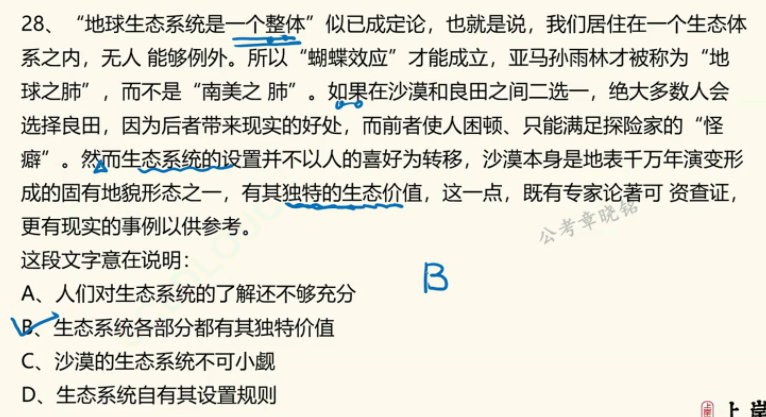 28、“地球生态系统是一个整体”似已成定论，也就是说，我们居住在一个生态体
系之内，无人 能够例外。所以“蝴蝶效应”才能成立，亚马孙雨林才被称为“地
球之肺”，而不是“南美之 肺”。如果在沙漠和良田之间二选一，绝大多数人会
选择良田，因为后者带来现实的好处，而前者使人困顿、只能满足探险家的“怪
癖”。然而生态系统的设置并不以人的喜好为转移，沙漠本身是地表千万年演变形
成的固有地貌形态之一，有其独特的生态价值，这一点，既有专家论著可 资查证，
更有现实的事例以供参考。
公考章晓铭
这段文字意在说明：
A、人们对生态系统的了解还不够充分
B
B、生态系统各部分都有其独特价值
C、沙漠的生态系统不可小觑
D、生态系统自有其设置规则
上岸